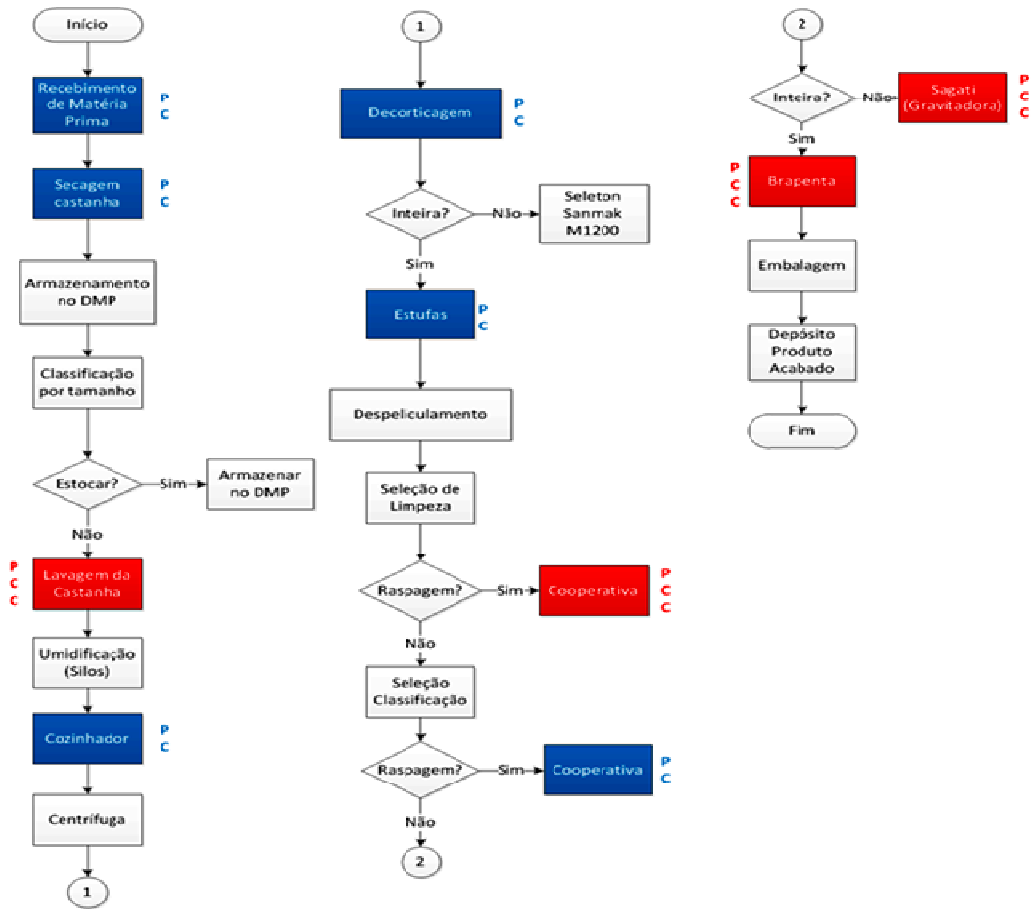 Início
Recebimento
de Matéria
Prima
P
C
Secagem
castanha
P
C
Armazenamento
no DMP
Classificação
por tamanho
Estocar?
Sim
Armazenar
no DMP
Não
P
C
C
Lavagem da
Castanha
Umidificação
(Silos)
Cozinhador
P
C
Centrífuga
1
1
Decorticagem
P
C
Inteira?
Não
Seleton
Sanmak
M1200
Sim
Estufas
P
C
Despeliculamento
Seleção de
Limpeza
Raspagem?
Sim
Cooperativa
P
C
C
Não
Seleção
Classificação
Raspagem?
Sim
Cooperativa
P
C
Não
2
2
Inteira?
Não
Sagati
(Gravitadora)
P
C
C
Sim
P
C
C
Brapenta
Embalagem
Depósito
Produto
Acabado
Fim